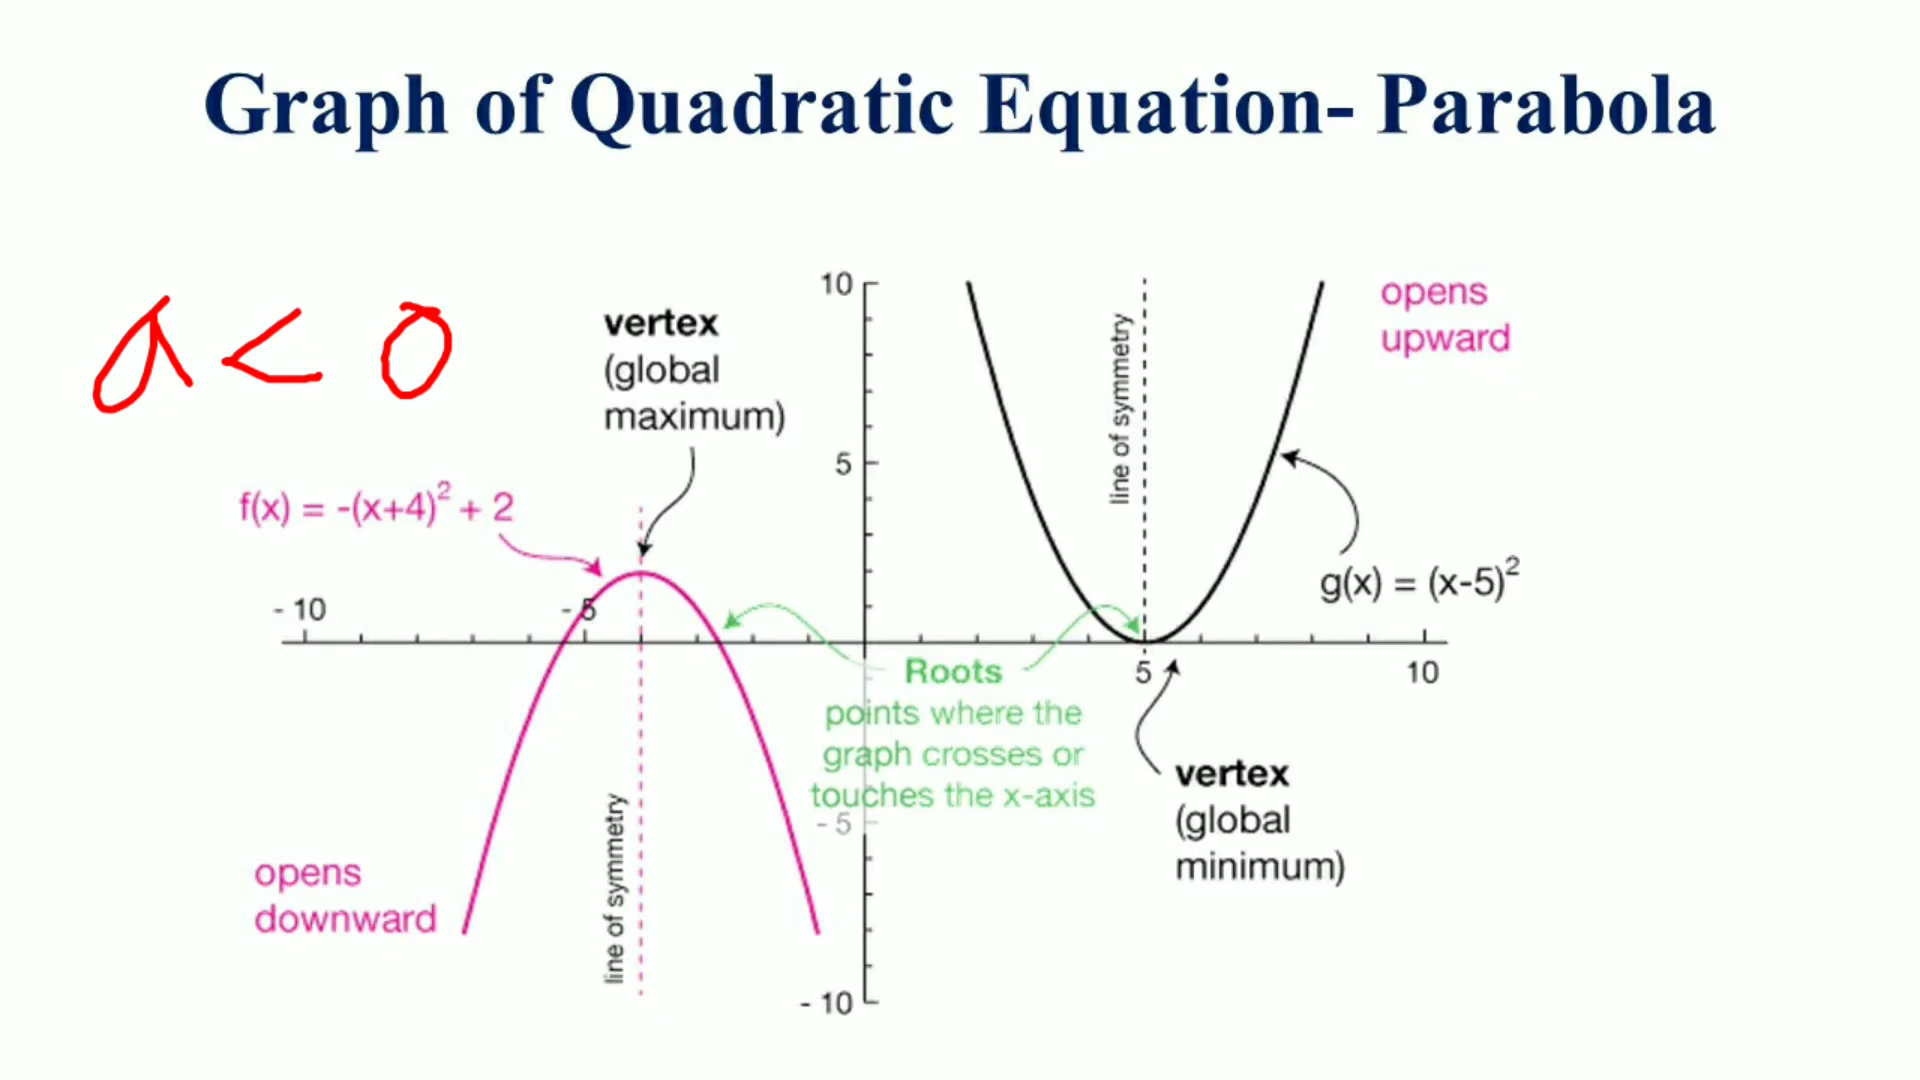 Graph of Quadratic Equation- Parabola
a < 0
vertex
(global
maximum)
f(x) = -(x+4)² + 2
opens
downward
line of symmetry
- 10
- 5
10
5
- 5
- 10
Roots
points where the
graph crosses or
touches the x-axis
line of symmetry
opens
upward
g(x) = (x-5)²
5
10
vertex
(global
minimum)